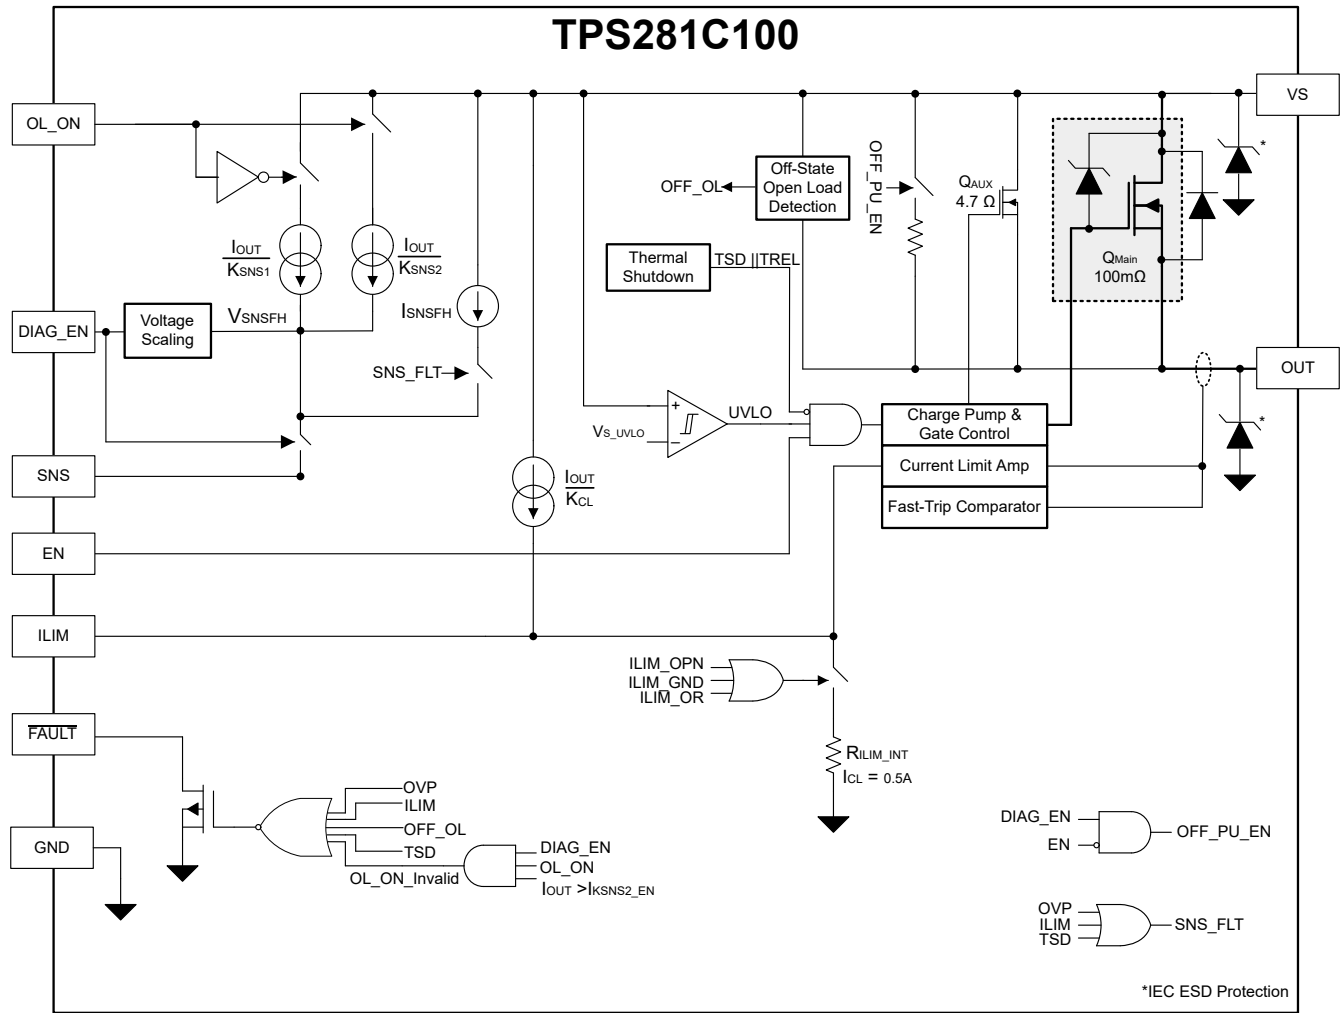 TPS281C100
VS
OL_ON
OFF_OL
Off-State
Open Load
Detection
OFF_PU_EN
QAUX
4.7 Ω
*
IOUT
KSNS1
IOUT
KSNS2
Thermal
Shutdown
TSD ||TREL
QMain
100mΩ
DIAG_EN
Voltage
Scaling
VSNSFH
ISNSFH
SNS_FLT
OUT
UVLO
+
VS_UVLO
−
Charge Pump &
Gate Control
*
Current Limit Amp
Fast-Trip Comparator
SNS
IOUT
KCL
EN
ILIM
ILIM_OPN
ILIM_GND
ILIM_OR
FAULT
RILIM_INT
ICL = 0.5A
OVP
ILIM
OFF_OL
TSD
OL_ON_Invalid
DIAG_EN
OL_ON
IOUT >IKSNS2_EN
GND
DIAG_EN
EN
OFF_PU_EN
OVP
ILIM
TSD
SNS_FLT
*IEC ESD Protection